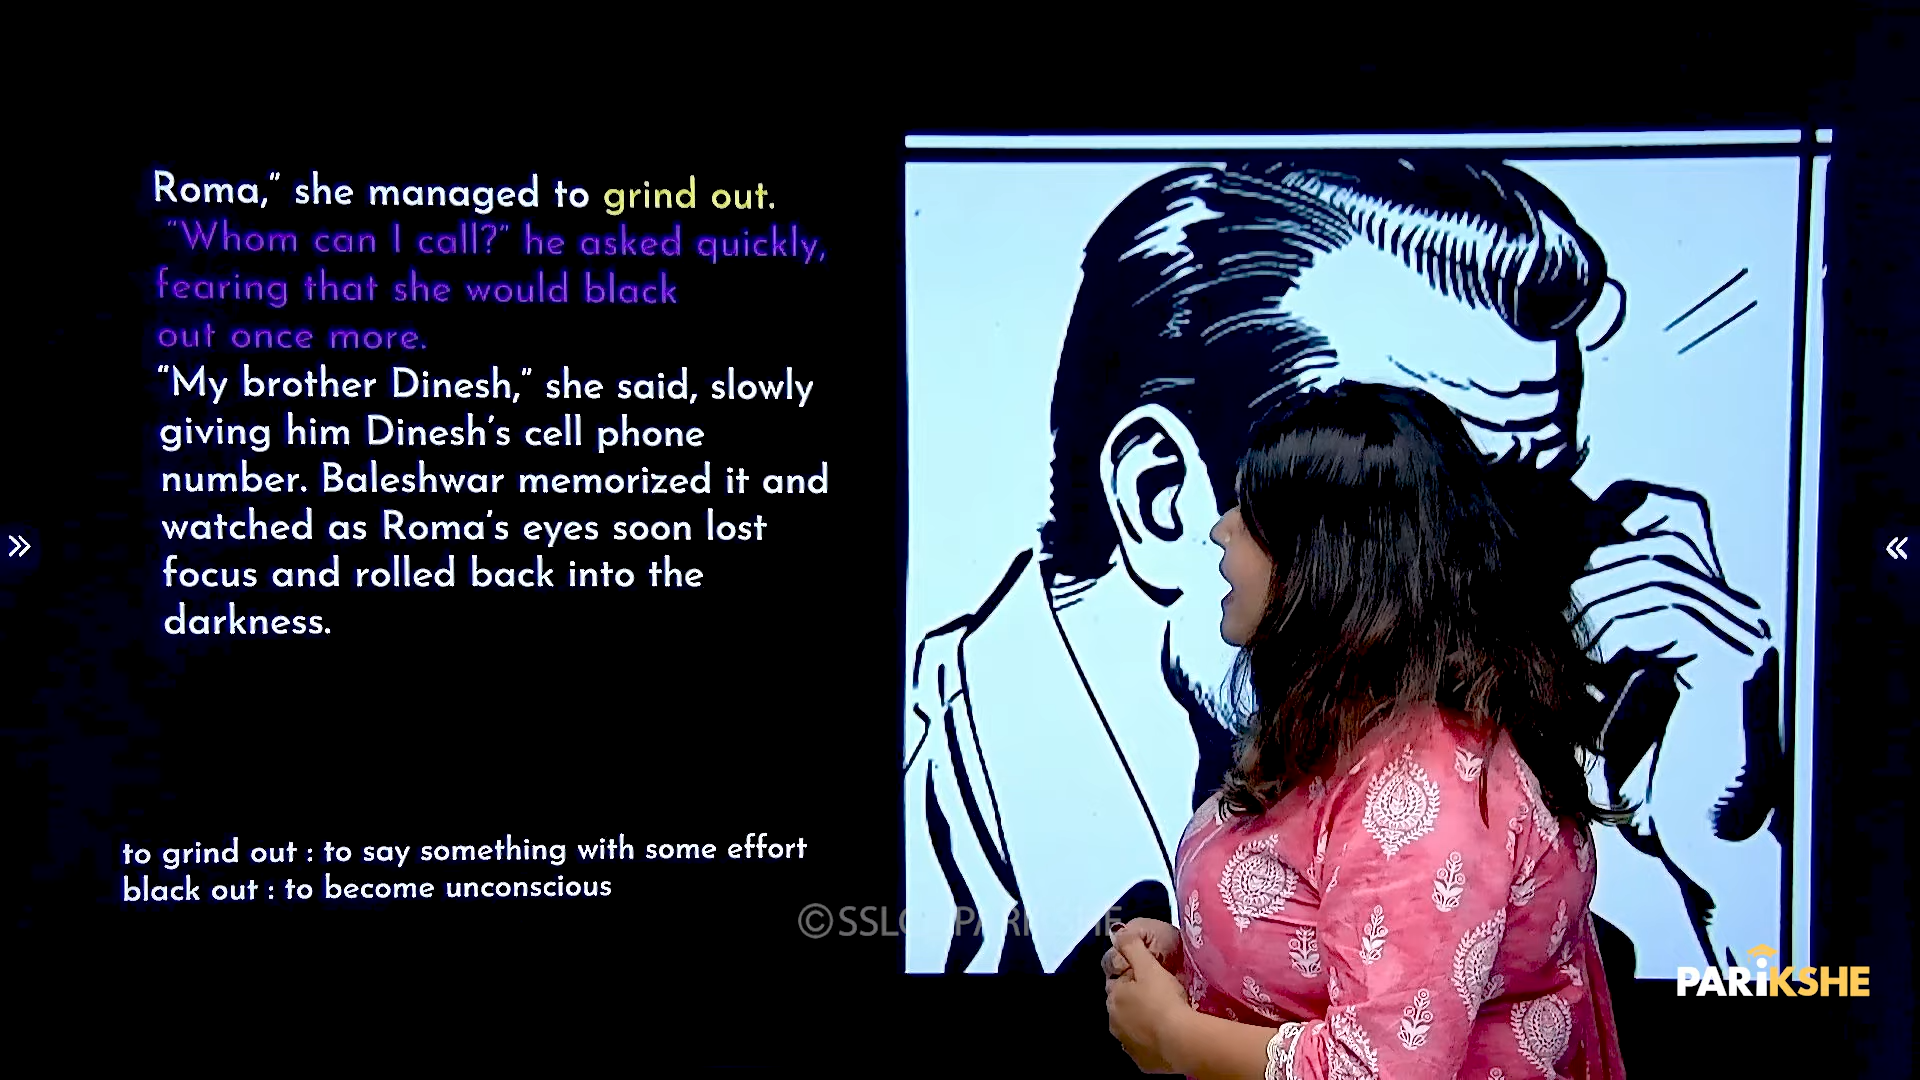 Roma,” she managed to grind out.
“Whom can I call?” he asked quickly,
fearing that she would black
out once more.
“My brother Dinesh,” she said, slowly
giving him Dinesh’s cell phone
number. Baleshwar memorized it and
watched as Roma’s eyes soon lost
focus and rolled back into the
darkness.
to grind out : to say something with some effort
black out : to become unconscious
©SSLC PARIKSHE
PARiKSHE